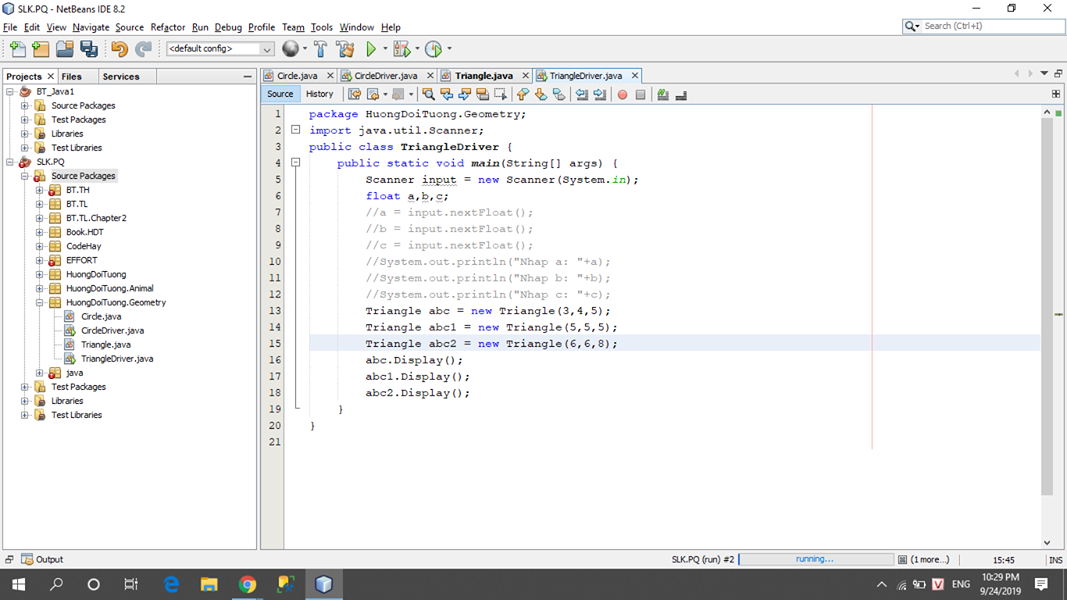 SLK.PQ - NetBeans IDE 8.2
File Edit View Navigate Source Refactor Run Debug Profile Team Tools Window Help
Search (Ctrl+I)
<default config>
Projects Files Services
Circle.java CircleDriver.java Triangle.java TriangleDriver.java
Source History
BT_Java1
Source Packages
Test Packages
Libraries
Test Libraries
SLK.PQ
Source Packages
BT.TH
BT.TL
BT.TL.Chapter2
Book.HDT
CodeHay
EFFORT
HuongDoiTuong
HuongDoiTuong.Animal
HuongDoiTuong.Geometry
Circle.java
CircleDriver.java
Triangle.java
TriangleDriver.java
java
Test Packages
Libraries
Test Libraries
1 package HuongDoiTuong.Geometry;
2 import java.util.Scanner;
3 public class TriangleDriver {
4 public static void main(String[] args) {
5 Scanner input = new Scanner(System.in);
6 float a,b,c;
7 //a = input.nextFloat();
8 //b = input.nextFloat();
9 //c = input.nextFloat();
10 //System.out.println("Nhap a: "+a);
11 //System.out.println("Nhap b: "+b);
12 //System.out.println("Nhap c: "+c);
13 Triangle abc = new Triangle(3,4,5);
14 Triangle abc1 = new Triangle(5,5,5);
15 Triangle abc2 = new Triangle(6,6,8);
16 abc.Display();
17 abc1.Display();
18 abc2.Display();
19 }
20 }
21
Output
SLK.PQ (run) #2 running... (1 more...) 15:45 INS
V ENG 10:29 PM
9/24/2019